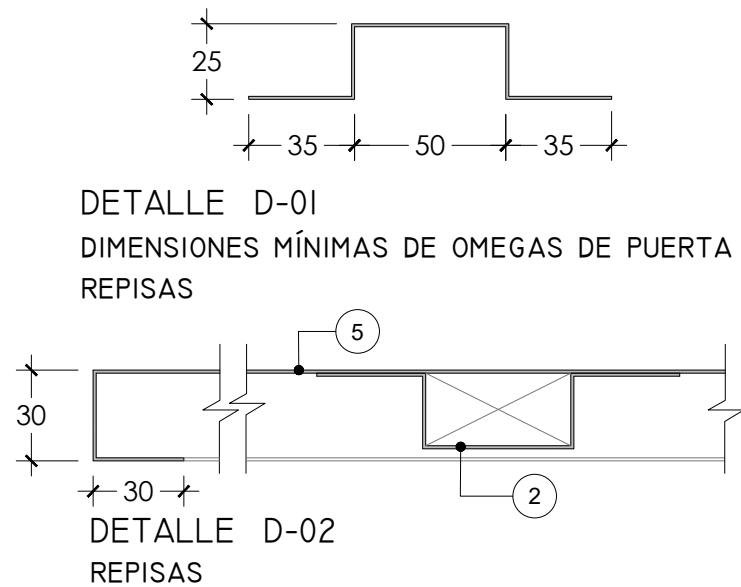 25
35 50 35
DETALLE D-01
DIMENSIONES MÍNIMAS DE OMEGAS DE PUERTA
REPISAS
5
30
30
2
DETALLE D-02
REPISAS